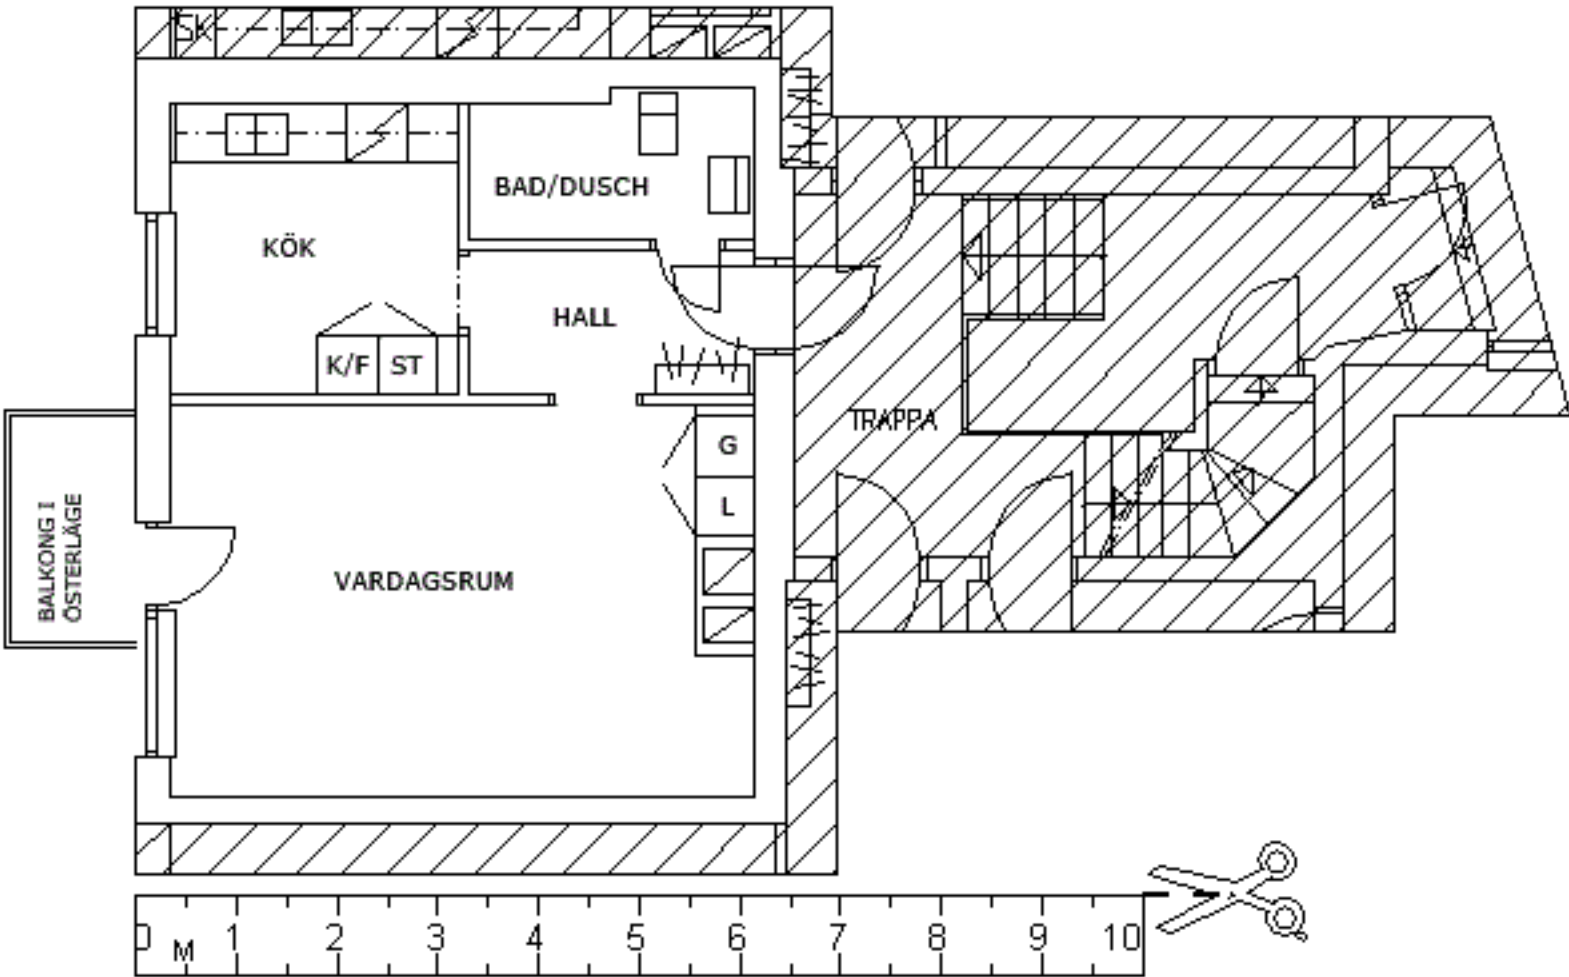 SK
BAD/DUSCH
KÖK
HALL
K/F
ST
TRAPPA
G
L
BALKONG I
ÖSTERLÄGE
VARDAGSRUM
0 M 1 2 3 4 5 6 7 8 9 10